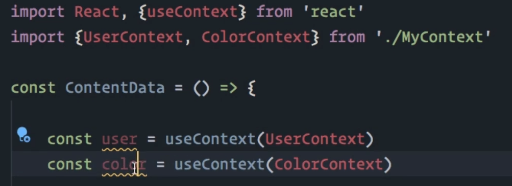 import React, {useContext} from 'react'
import {UserContext, ColorContext} from './MyContext'
const ContentData = () => {
const user = useContext(UserContext)
const color = useContext(ColorContext)